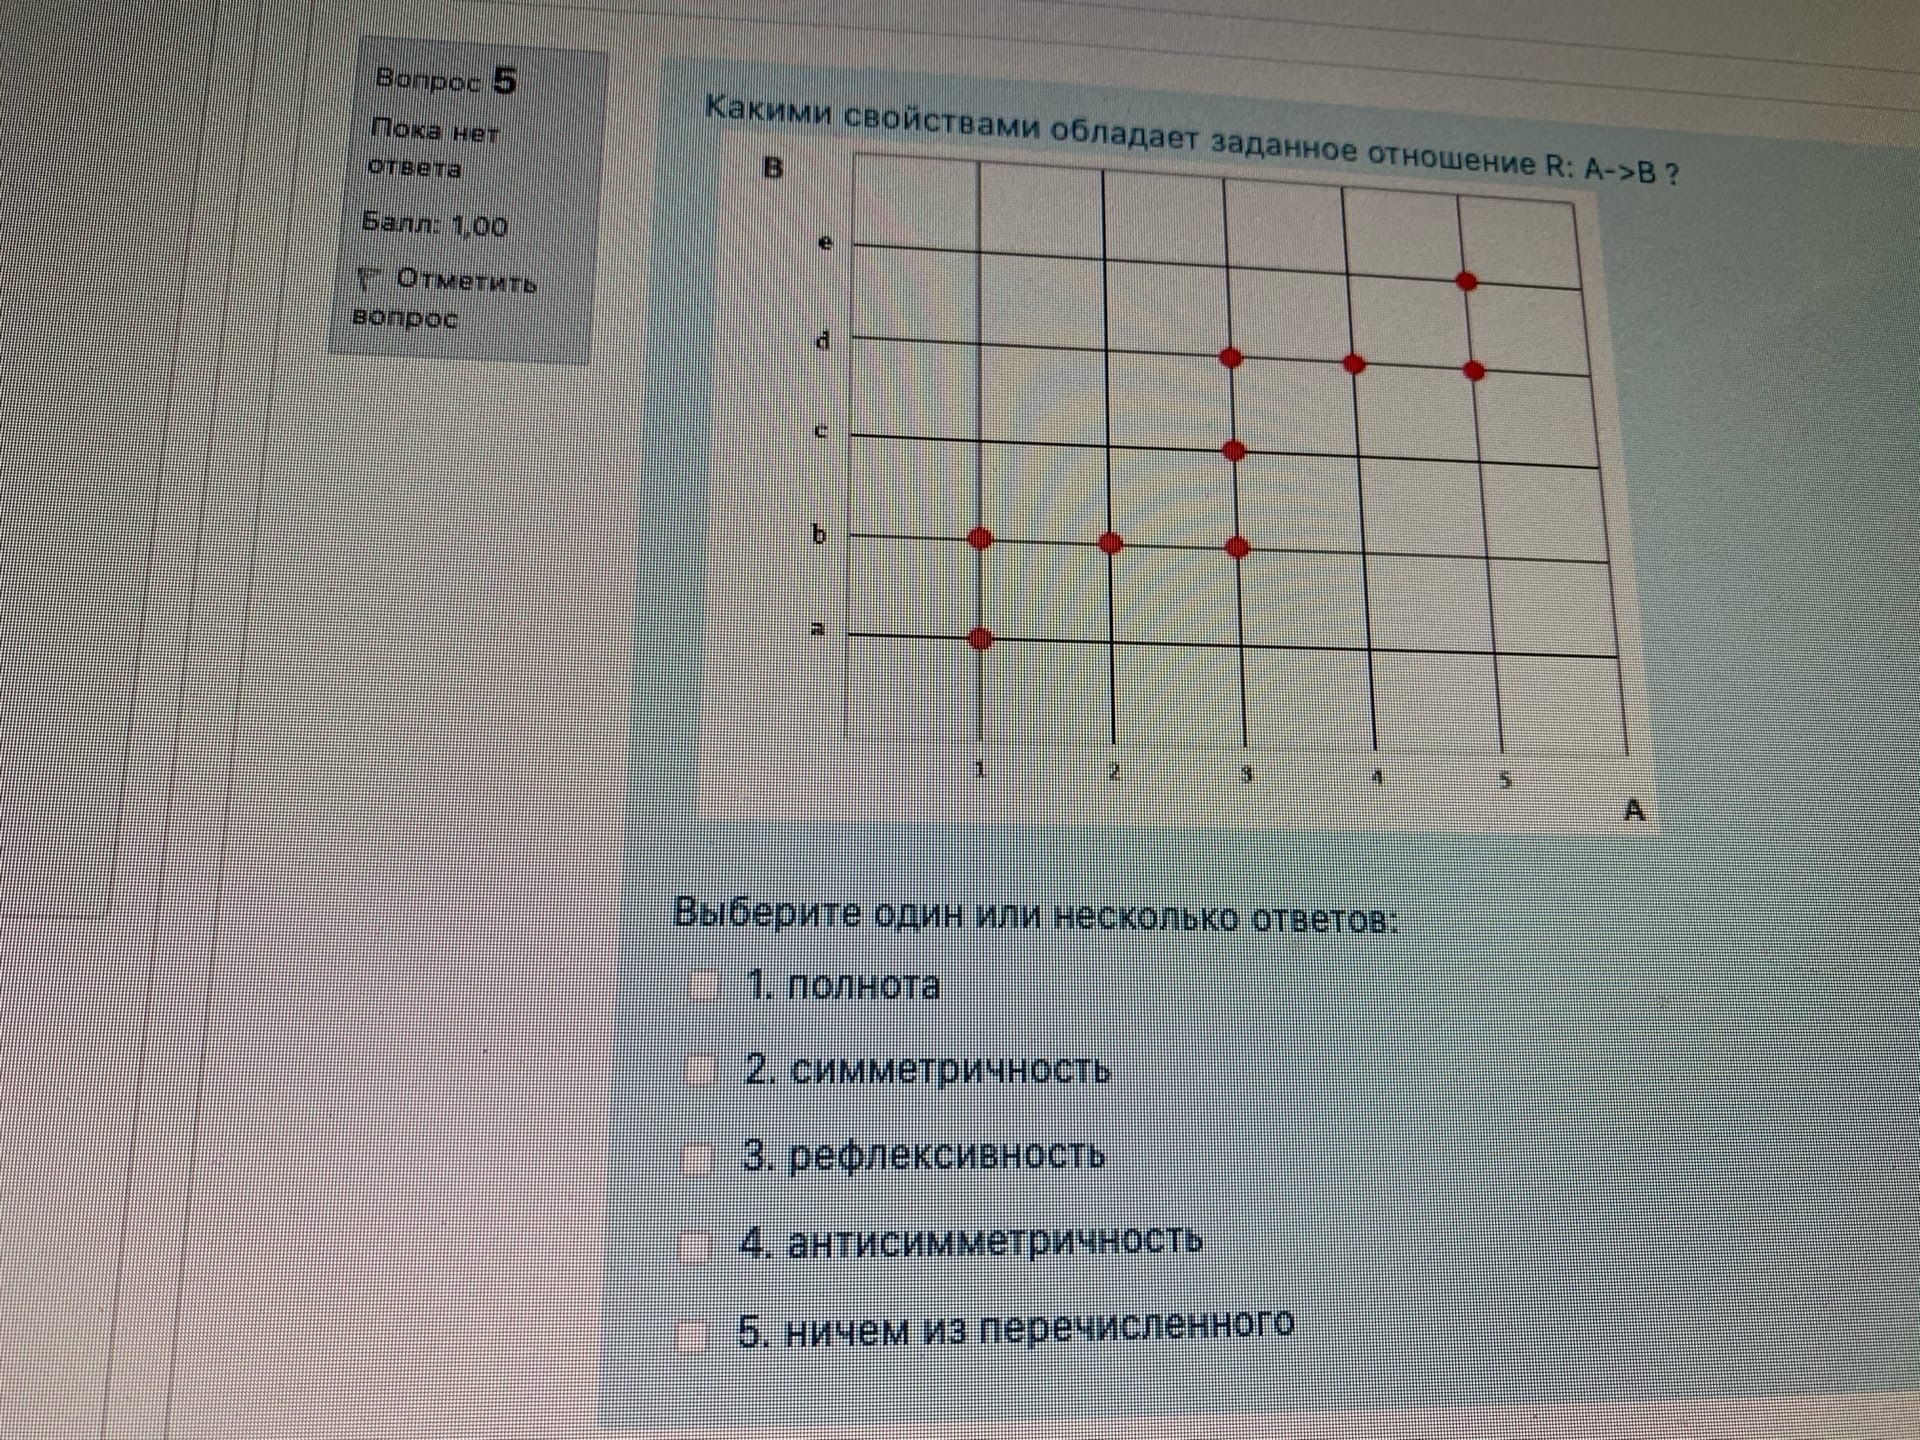 Вопрос 5
Пока нет
ответа
Балл: 1,00
Отметить
вопрос
Какими свойствами обладает заданное отношение R: A->B ?
B
e
d
c
b
a
1 2 3 4 5
A
Выберите один или несколько ответов:
1. полнота
2. симметричность
3. рефлексивность
4. антисимметричность
5. ничем из перечисленного